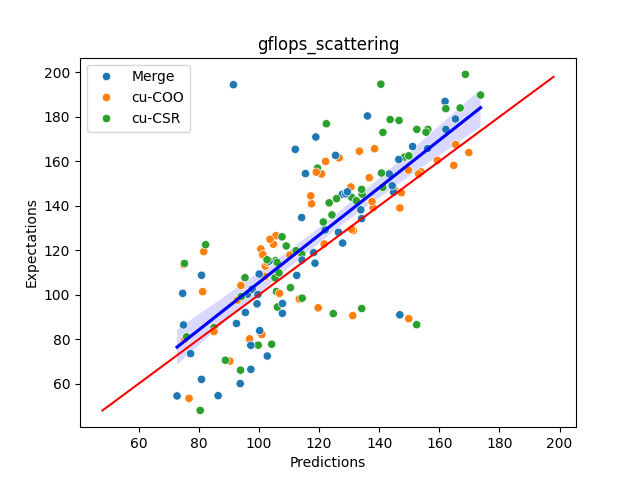 gflops_scattering
Merge
cu-COO
cu-CSR
200
180
160
140
120
100
80
60
Expectations
60 80 100 120 140 160 180 200
Predictions